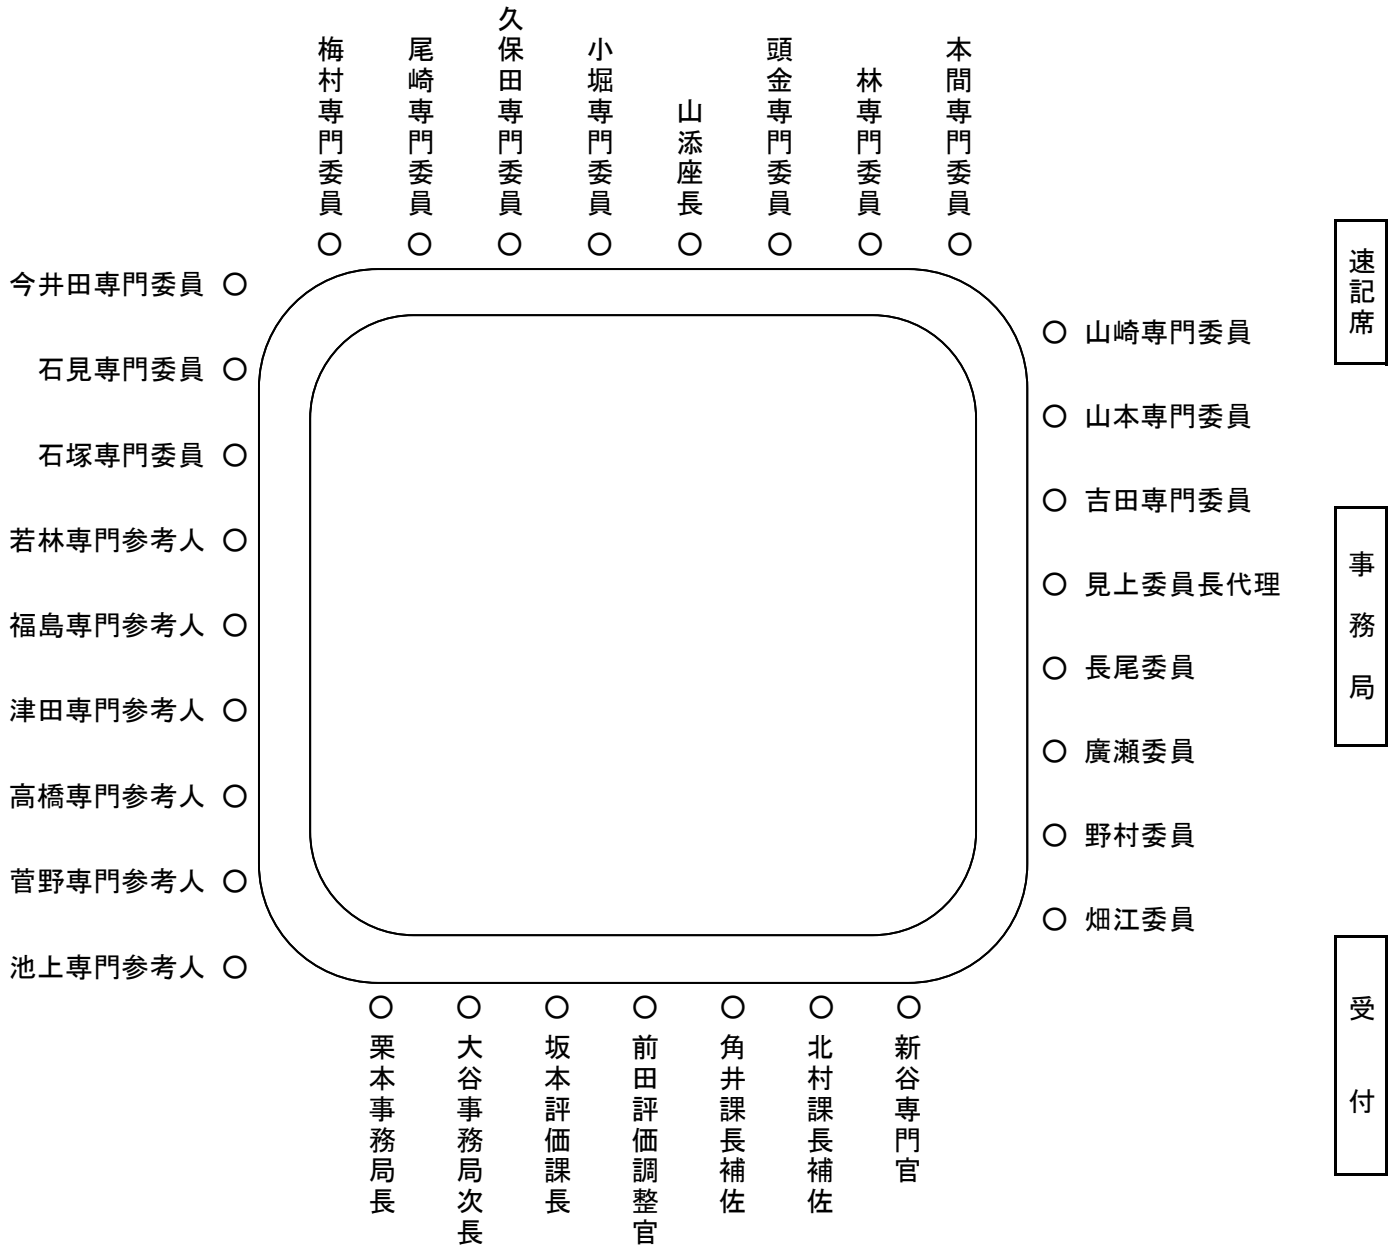 梅村専門委員
尾崎専門委員
久保田専門委員
小堀専門委員
山添座長
頭金専門委員
林専門委員
本間専門委員
今井田専門委員
石見専門委員
石塚専門委員
若林専門参考人
福島専門参考人
津田専門参考人
高橋専門参考人
菅野専門参考人
池上専門参考人
山崎専門委員
山本専門委員
吉田専門委員
見上委員長代理
長尾委員
廣瀬委員
野村委員
畑江委員
栗本事務局長
大谷事務局次長
坂本評価課長
前田評価調整官
角井課長補佐
北村課長補佐
新谷専門官
速記席
事務局
受付